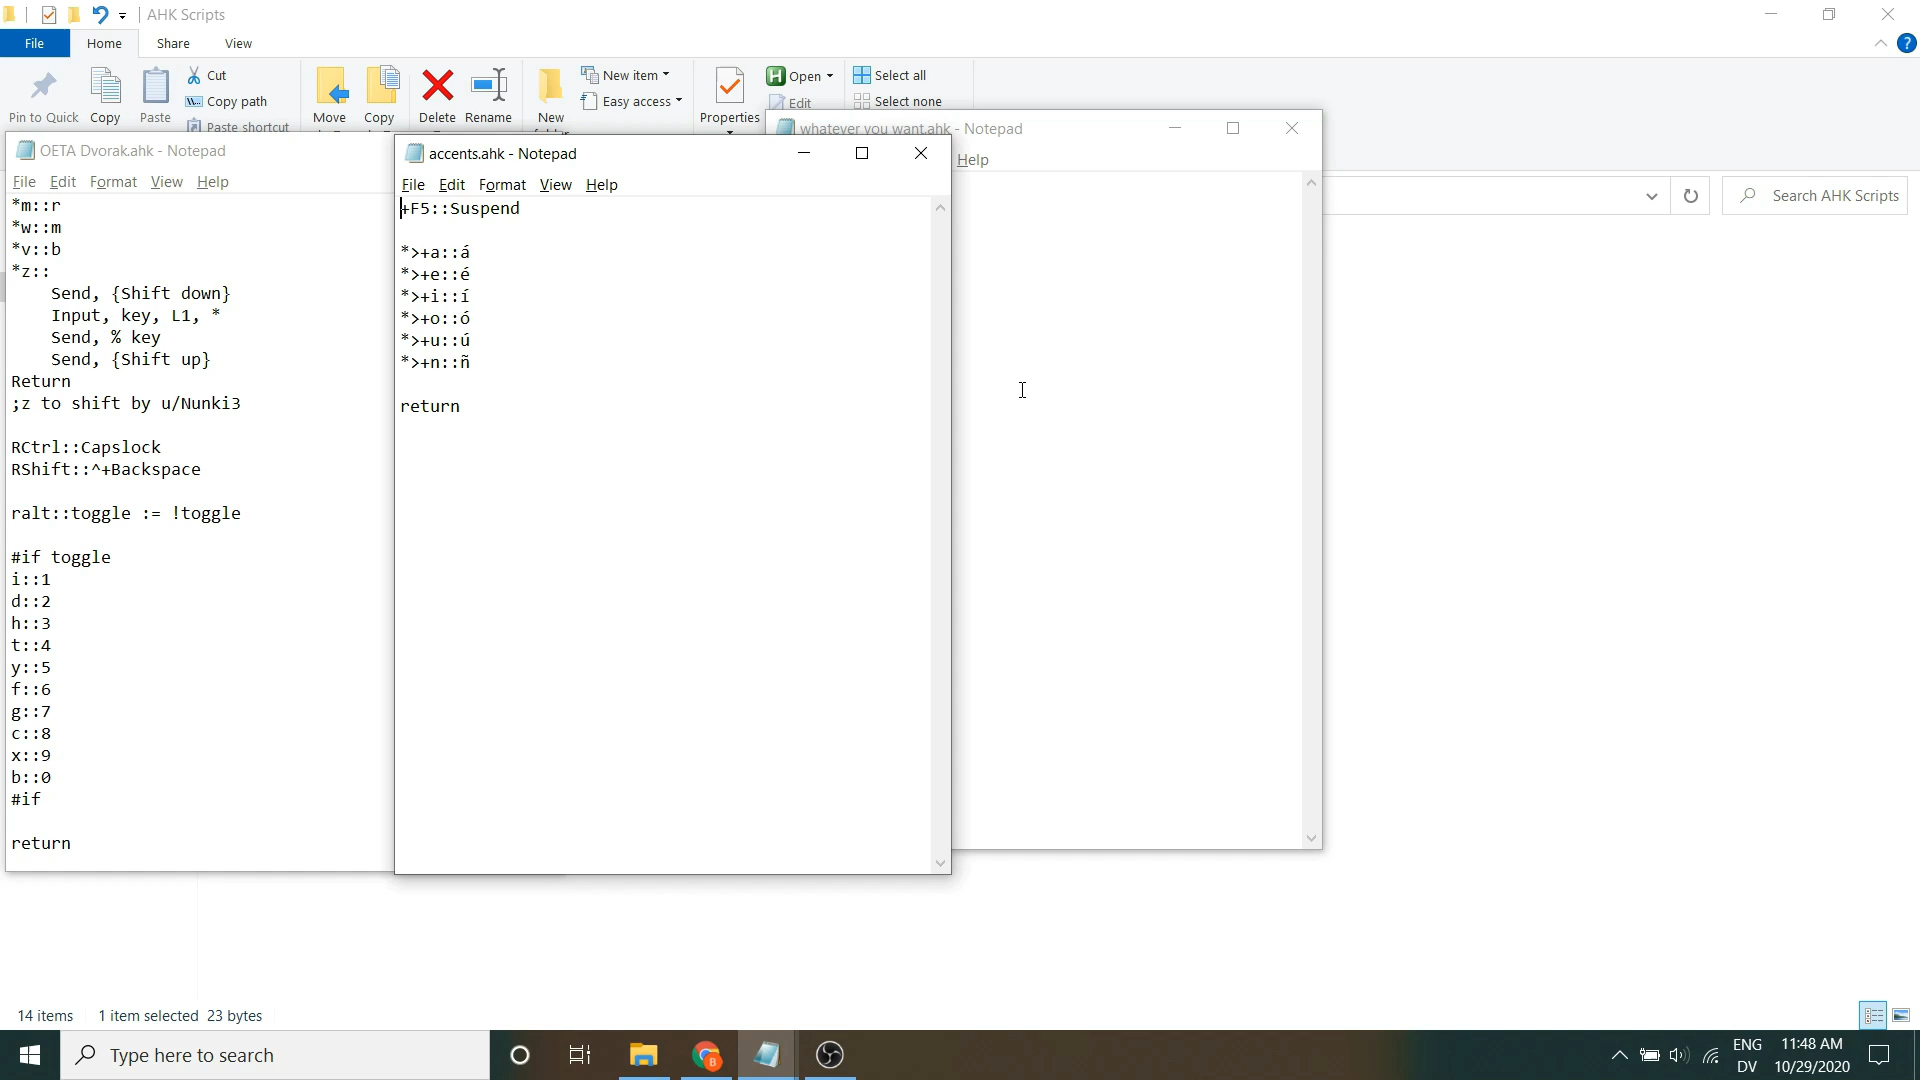 AHK Scripts
File Home Share View
Pin to Quick
Copy
Paste
Cut
Copy path
Paste shortcut
Move
Copy
Delete
Rename
New
New item
Easy access
Properties
Open
Edit
Select all
Select none
Search AHK Scripts
OETA Dvorak.ahk - Notepad
File Edit Format View Help
*m::r
*w::m
*v::b
*z::
Send, {Shift down}
Input, key, L1, *
Send, % key
Send, {Shift up}
Return
;z to shift by u/Nunki3
RCtrl::Capslock
RShift::^+Backspace
ralt::toggle := !toggle
#if toggle
i::1
d::2
h::3
t::4
y::5
f::6
g::7
c::8
x::9
b::0
#if
return
accents.ahk - Notepad
File Edit Format View Help
+F5::Suspend
*>+a::á
*>+e::é
*>+i::í
*>+o::ó
*>+u::ú
*>+n::ñ
return
whatever you want.ahk - Notepad
Help
14 items 1 item selected 23 bytes
Type here to search
ENG
DV
11:48 AM
10/29/2020